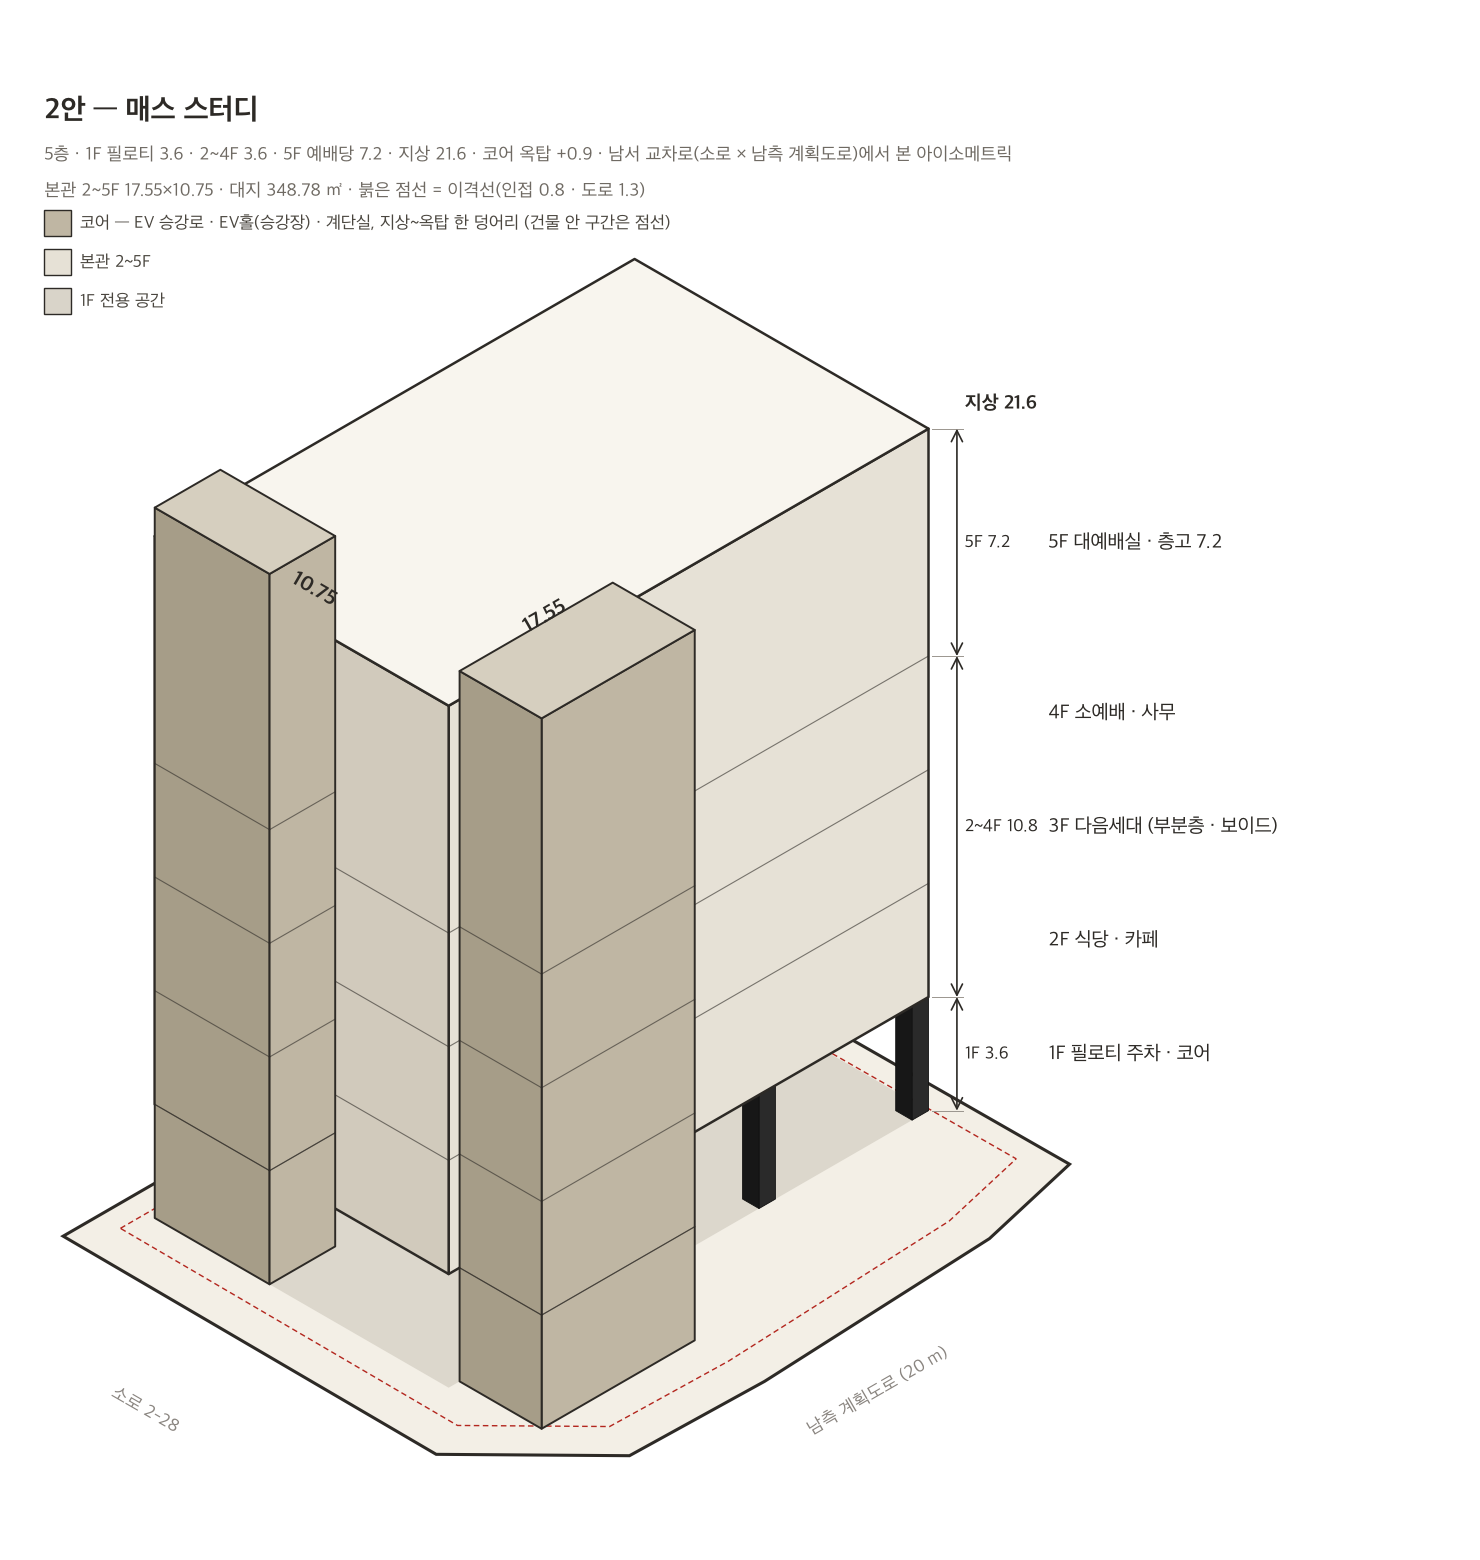 2안 — 매스 스터디
5층 · 1F 필로티 3.6 · 2~4F 3.6 · 5F 예배당 7.2 · 지상 21.6 · 코어 옥탑 +0.9 · 남서 교차로(소로 × 남측 계획도로)에서 본 아이소메트릭
본관 2~5F 17.55×10.75 · 대지 348.78 ㎡ · 붉은 점선 = 이격선(인접 0.8 · 도로 1.3)
코어 — EV 승강로 · EV홀(승강장) · 계단실, 지상~옥탑 한 덩어리 (건물 안 구간은 점선)
본관 2~5F
1F 전용 공간
지상 21.6
5F 7.2 5F 대예배실 · 층고 7.2
10.75
17.55
4F 소예배 · 사무
2~4F 10.8 3F 다음세대 (부분층 · 보이드)
2F 식당 · 카페
1F 3.6 1F 필로티 주차 · 코어
소로 2-28
남측 계획도로 (20 m)